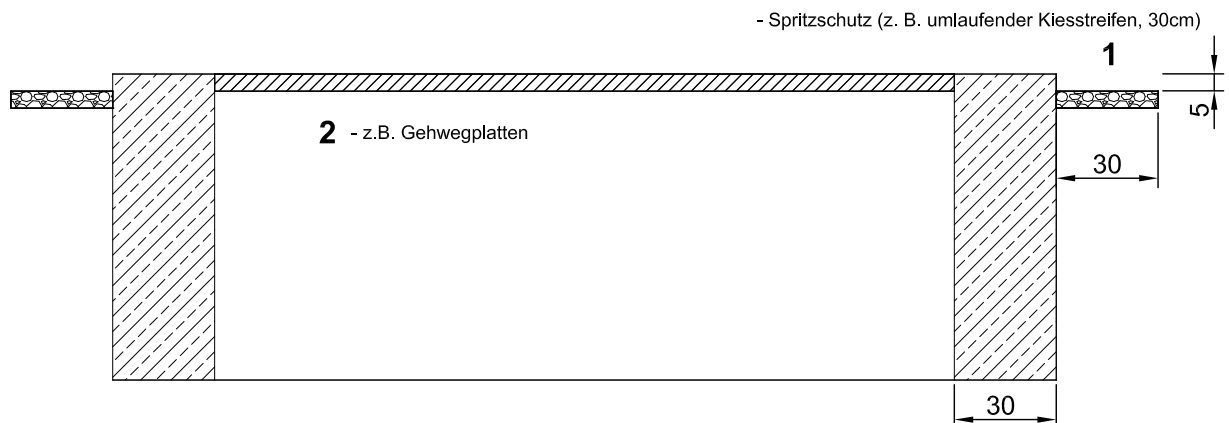 - Spritzschutz (z. B. umlaufender Kiesstreifen, 30cm)
1
5
2 - z.B. Gehwegplatten
30
30